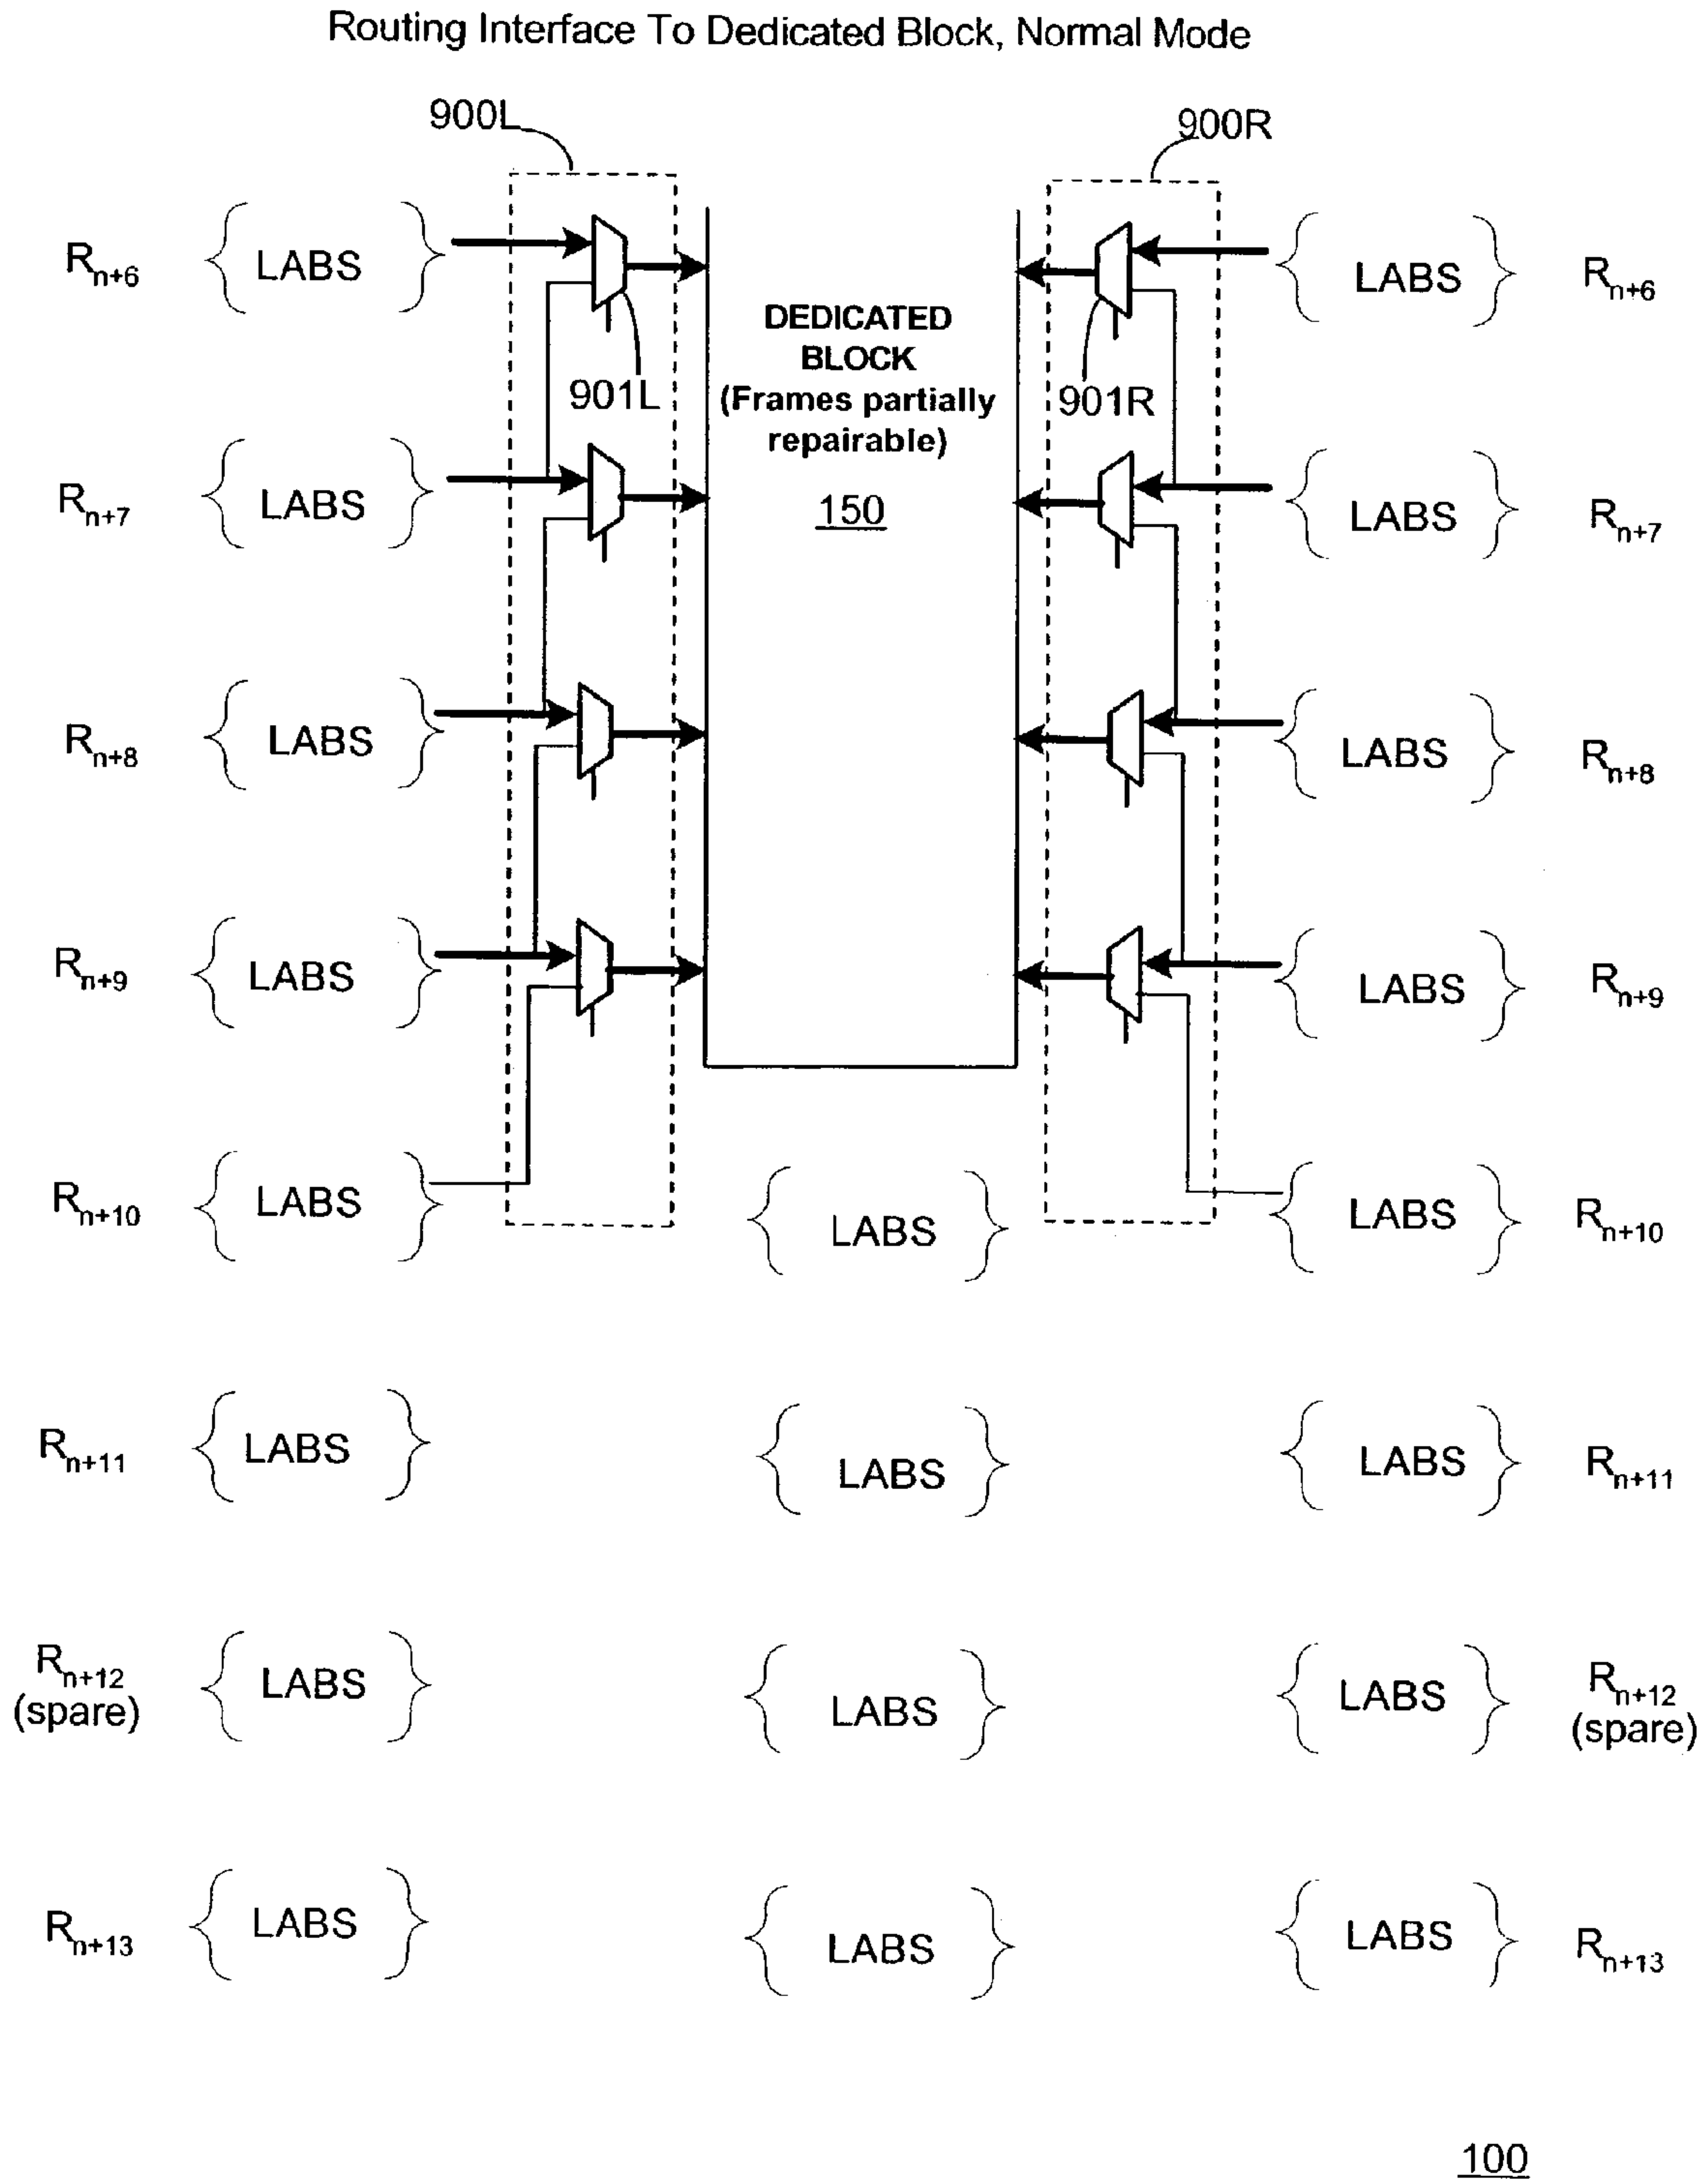 Routing Interface To Dedicated Block, Normal Mode
900L 900R
Rn+6 LABS LABS Rn+6
DEDICATED
BLOCK
(Frames partially
repairable)
901L 901R
150
Rn+7 LABS LABS Rn+7
Rn+8 LABS LABS Rn+8
Rn+9 LABS LABS Rn+9
Rn+10 LABS LABS LABS Rn+10
Rn+11 LABS LABS LABS Rn+11
Rn+12 LABS LABS LABS Rn+12
(spare) (spare)
Rn+13 LABS LABS LABS Rn+13
100